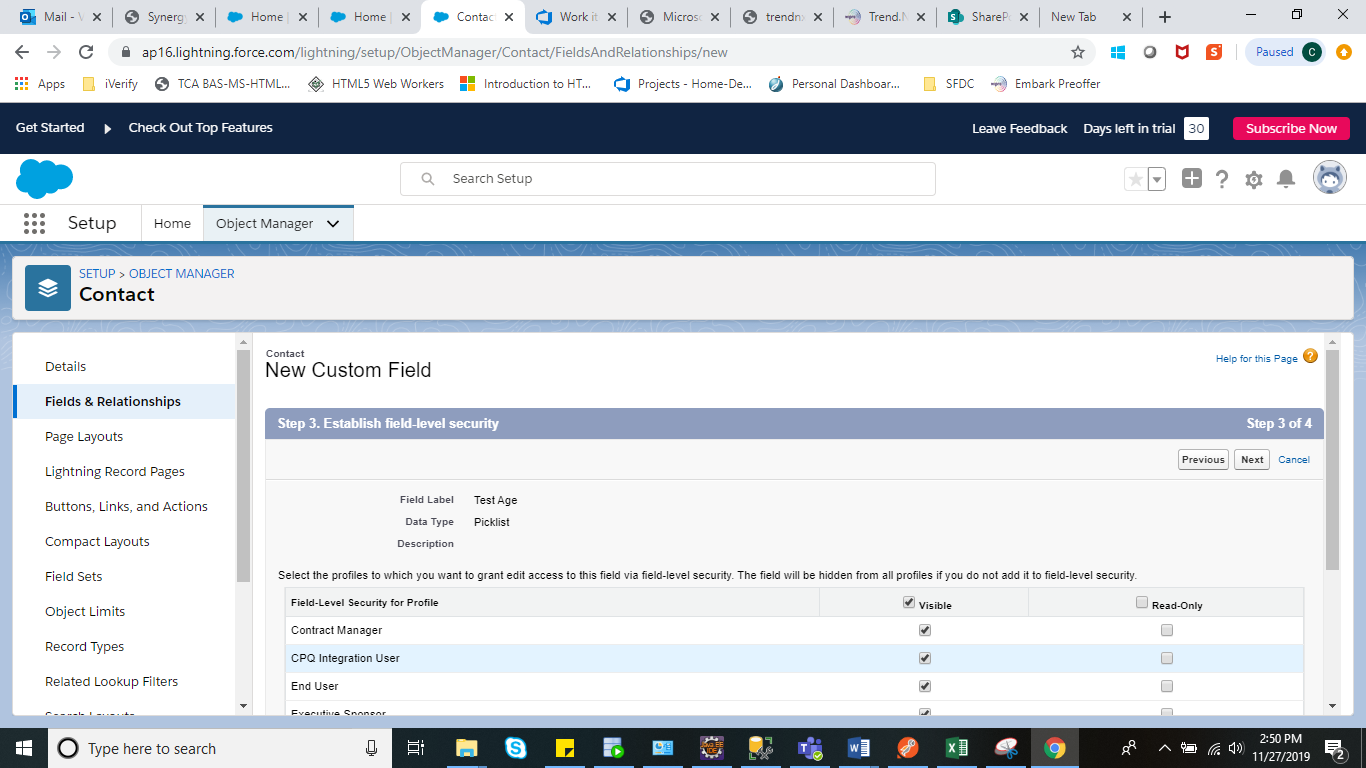 Mail - V
Synergy
Home |
Home |
Contac
Work it
Microso
trendnx
Trend.N
SharePo
New Tab
ap16.lightning.force.com/lightning/setup/ObjectManager/Contact/FieldsAndRelationships/new
Paused C
Apps
iVerify
TCA BAS-MS-HTML...
HTML5 Web Workers
Introduction to HT...
Projects - Home-De...
Personal Dashboar...
SFDC
Embark Preoffer
Get Started
Check Out Top Features
Leave Feedback
Days left in trial 30
Subscribe Now
Search Setup
Setup
Home
Object Manager
SETUP > OBJECT MANAGER
Contact
Details
Fields & Relationships
Page Layouts
Lightning Record Pages
Buttons, Links, and Actions
Compact Layouts
Field Sets
Object Limits
Record Types
Related Lookup Filters
Search Layouts
Contact
New Custom Field
Help for this Page ?
Step 3. Establish field-level security
Step 3 of 4
Previous
Next
Cancel
Field Label Test Age
Data Type Picklist
Description
Select the profiles to which you want to grant edit access to this field via field-level security. The field will be hidden from all profiles if you do not add it to field-level security.
Field-Level Security for Profile
Visible
Read-Only
Contract Manager
CPQ Integration User
End User
Executive Sponsor
Type here to search
2:50 PM
11/27/2019
2